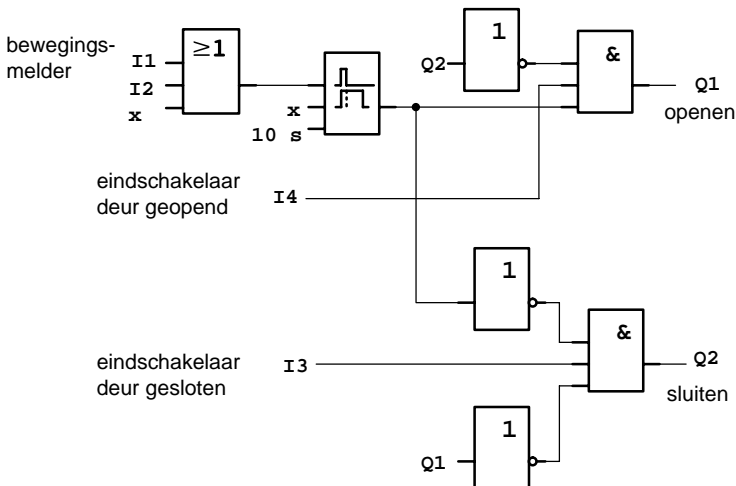 bewegings-
melder
I1
I2
x
≥1
x
10 s
Q2
1
&
Q1
openen
eindschakelaar
deur geopend
I4
1
eindschakelaar
deur gesloten
I3
&
Q2
sluiten
1
Q1